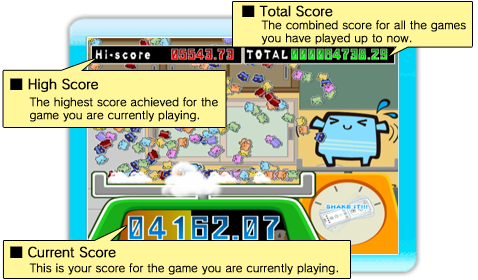 ■ Total Score
The combined score for all the games
you have played up to now.
Hi-score 05543.73 TOTAL 000054738.29
■ High Score
The highest score achieved for the
game you are currently playing.
SHAKE IT!!!
04162.07
■ Current Score
This is your score for the game you are currently playing.